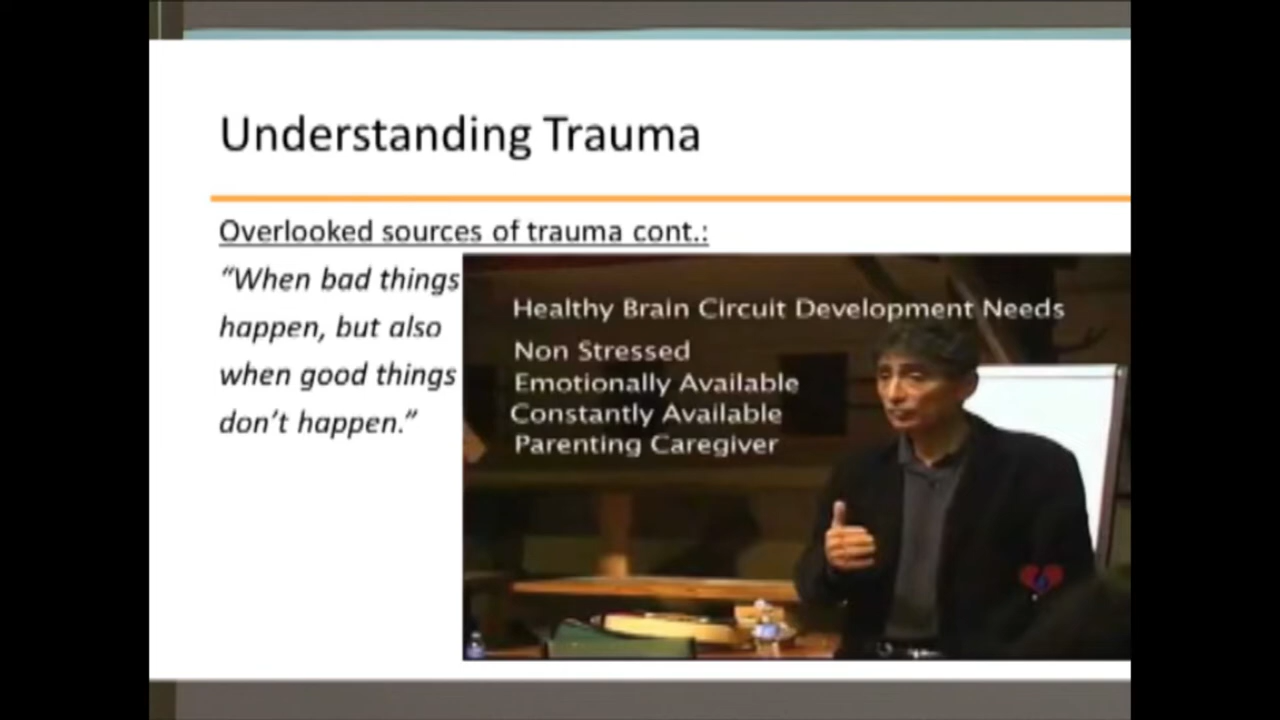 Understanding Trauma
Overlooked sources of trauma cont.:
“When bad things
happen, but also
when good things
don’t happen.”
Healthy Brain Circuit Development Needs
Non Stressed
Emotionally Available
Constantly Available
Parenting Caregiver